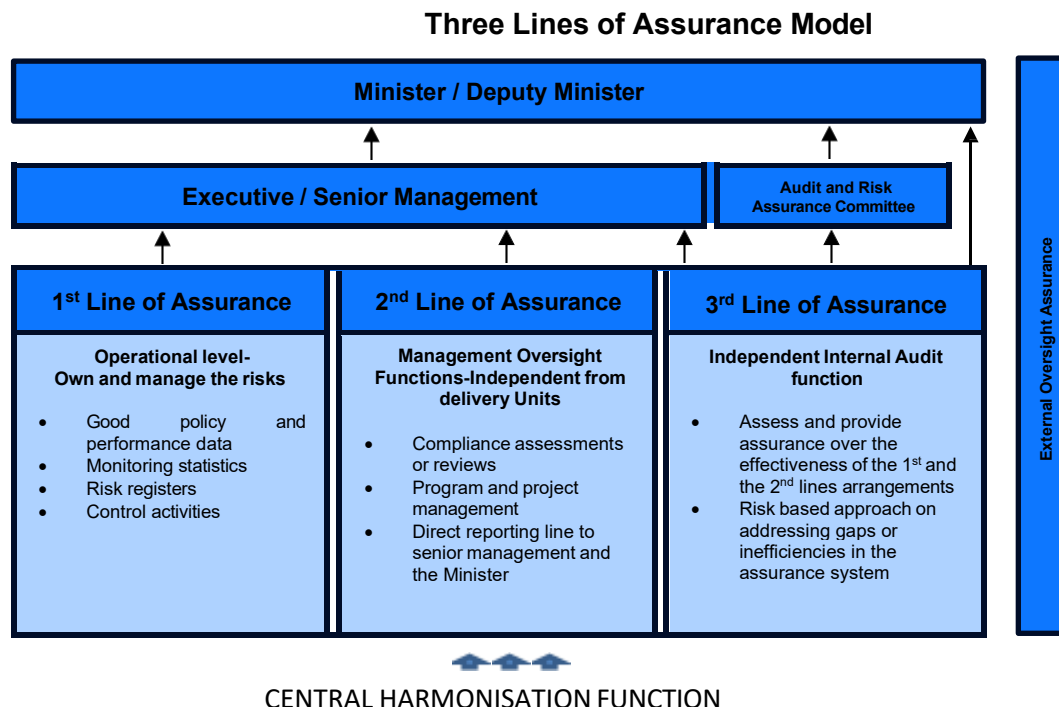 Three Lines of Assurance Model
Minister / Deputy Minister
Executive / Senior Management
Audit and Risk
Assurance Committee
1st Line of Assurance
Operational level-
Own and manage the risks
• Good policy and
performance data
• Monitoring statistics
• Risk registers
• Control activities
2nd Line of Assurance
Management Oversight
Functions-Independent from
delivery Units
• Compliance assessments
or reviews
• Program and project
management
• Direct reporting line to
senior management and
the Minister
3rd Line of Assurance
Independent Internal Audit
function
• Assess and provide
assurance over the
effectiveness of the 1st and
the 2nd lines arrangements
• Risk based approach on
addressing gaps or
inefficiencies in the
assurance system
External Oversight Assurance
CENTRAL HARMONISATION FUNCTION